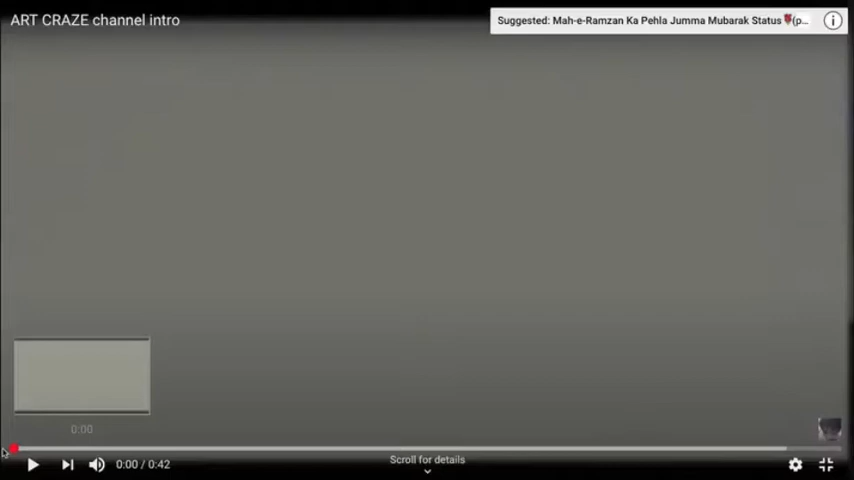 ART CRAZE channel intro
Suggested: Mah-e-Ramzan Ka Pehla Jumma Mubarak Status🌹(p...
0:00
0:00 / 0:42
Scroll for details